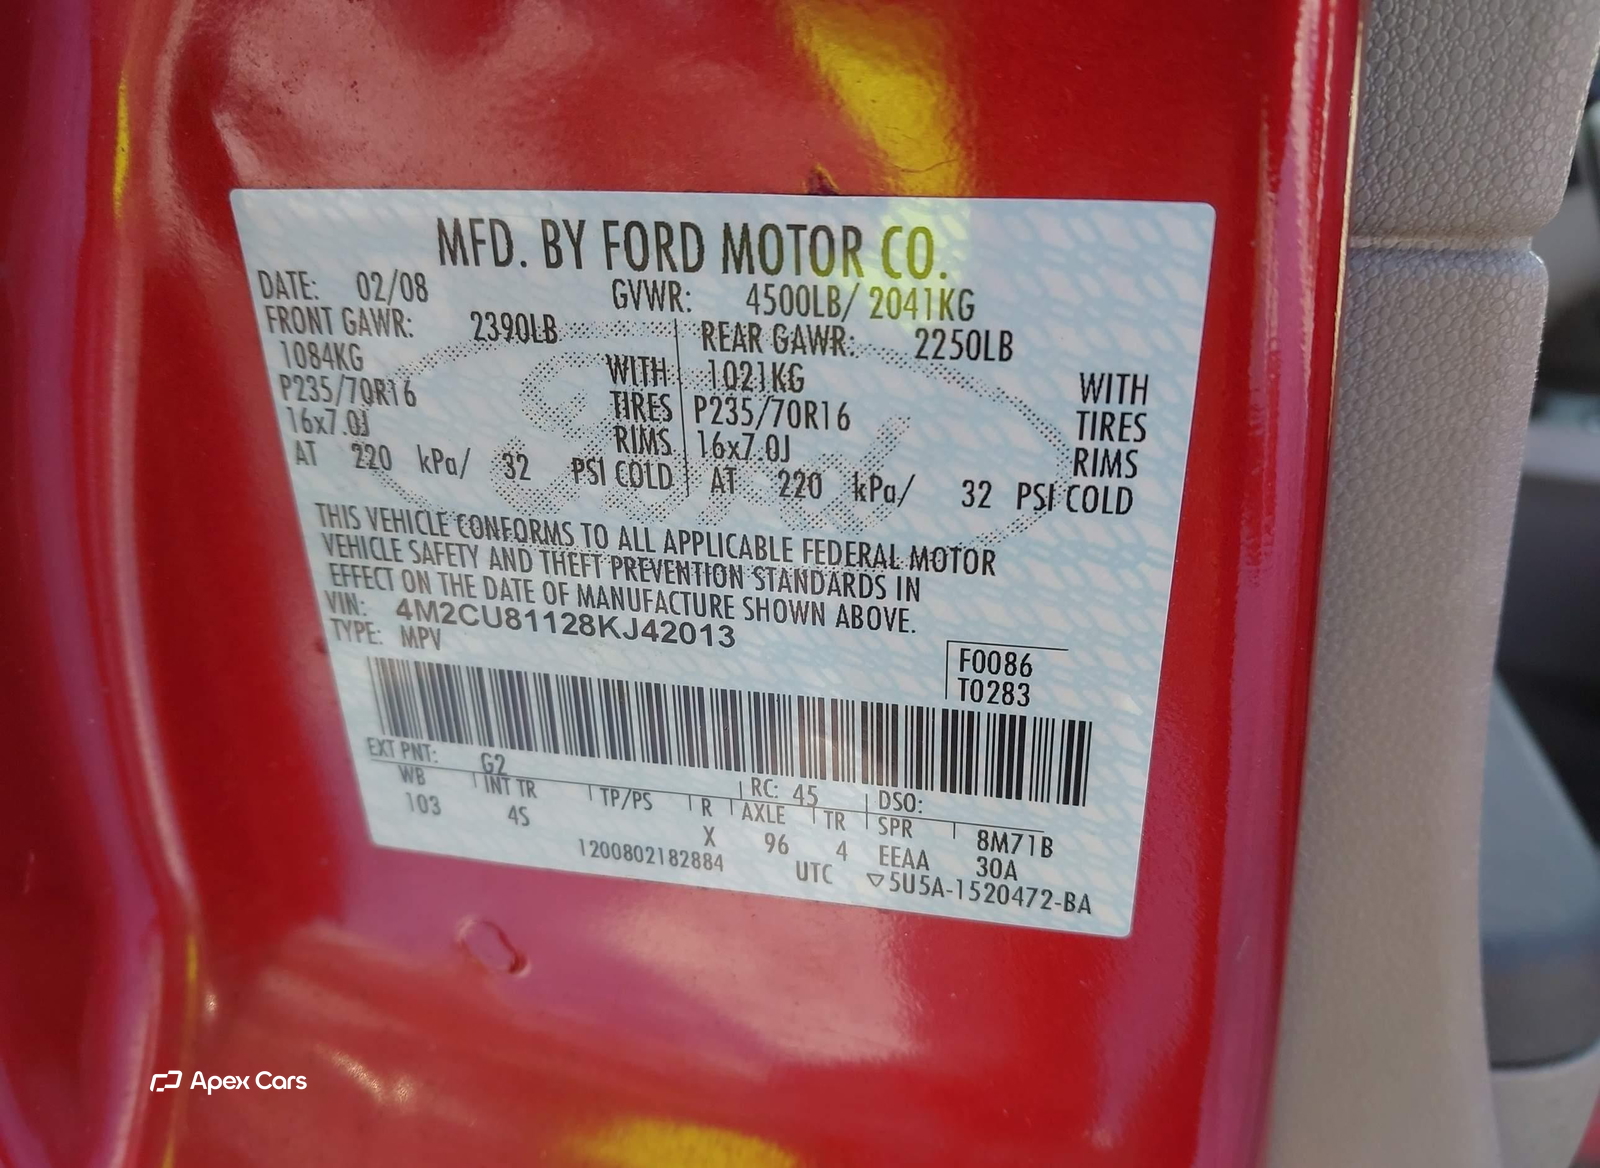 MFD. BY FORD MOTOR CO.
DATE: 02/08 GVWR: 4500LB/ 2041KG
FRONT GAWR: 2390LB REAR GAWR: 2250LB
1084KG WITH 1021KG WITH
P235/70R16 TIRES P235/70R16 TIRES
16x7.0J RIMS 16x7.0J RIMS
AT 220 kPa/ 32 PSI COLD AT 220 kPa/ 32 PSI COLD
THIS VEHICLE CONFORMS TO ALL APPLICABLE FEDERAL MOTOR
VEHICLE SAFETY AND THEFT PREVENTION STANDARDS IN
EFFECT ON THE DATE OF MANUFACTURE SHOWN ABOVE.
VIN: 4M2CU81128KJ42013
TYPE: MPV
F0086
T0283
EXT PNT: G2 RC: 45 DSO:
WB INT TR TP/PS R AXLE TR SPR 8M71B
103 4S X 96 4 EEAA 30A
1200802182884 UTC ▽5U5A-1520472-BA
Ford
Apex Cars